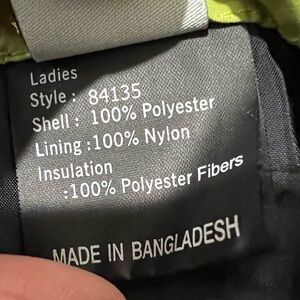 Ladies
Style : 84135
Shell : 100% Polyester
Lining :100% Nylon
Insulation
:100% Polyester Fibers
MADE IN BANGLADESH